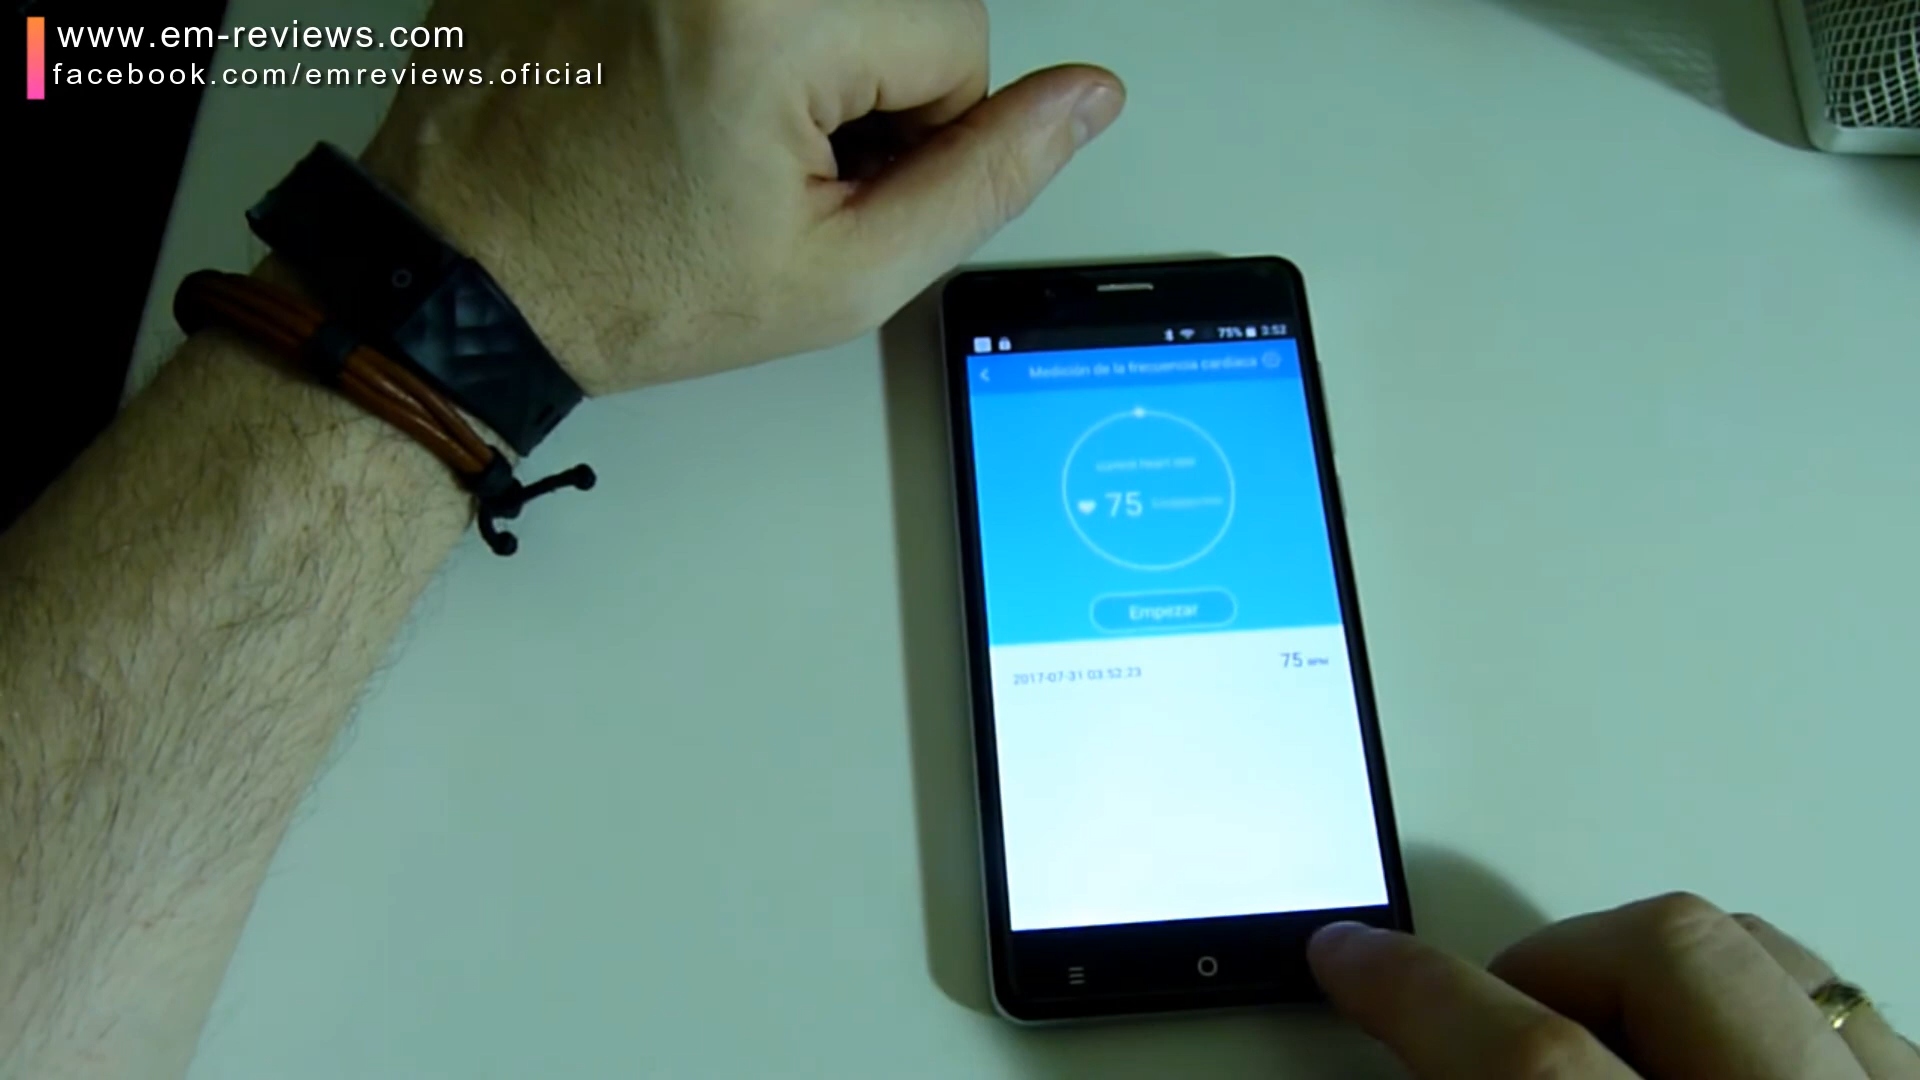 www.em-reviews.com
facebook.com/emreviews.oficial
75% 3:52
Medición de la frecuencia cardiaca
75
Empezar
2017-07-31 03:52:23
75 BPM